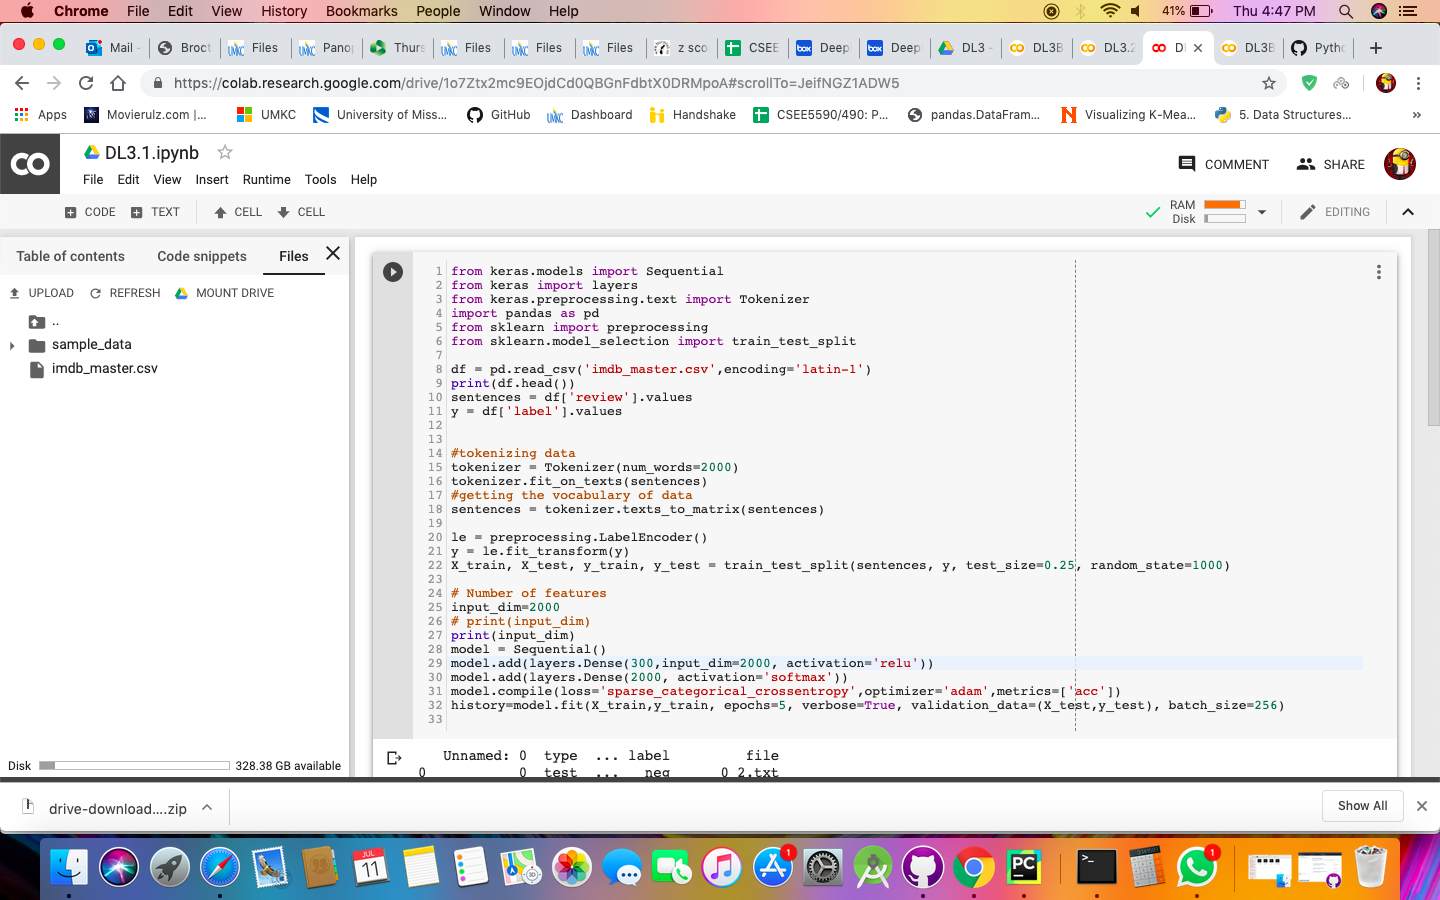 Chrome File Edit View History Bookmarks People Window Help 41% Thu 4:47 PM
Mail - Broct Files Panop Thurs Files Files Files z sco CSEE Deep Deep DL3 - DL3B DL3.2 DL3B Pytho
https://colab.research.google.com/drive/1o7Ztx2mc9EOjdCd0QBGnFdbtX0DRMpoA#scrollTo=JeifNGZ1ADW5
Apps Movierulz.com |... UMKC University of Miss... GitHub Dashboard Handshake CSEE5590/490: P... pandas.DataFram... Visualizing K-Mea... 5. Data Structures... »
CO DL3.1.ipynb COMMENT SHARE
File Edit View Insert Runtime Tools Help
CODE TEXT CELL CELL RAM Disk EDITING
Table of contents Code snippets Files
UPLOAD REFRESH MOUNT DRIVE
..
sample_data
imdb_master.csv
1 from keras.models import Sequential
2 from keras import layers
3 from keras.preprocessing.text import Tokenizer
4 import pandas as pd
5 from sklearn import preprocessing
6 from sklearn.model_selection import train_test_split
7
8 df = pd.read_csv('imdb_master.csv',encoding='latin-1')
9 print(df.head())
10 sentences = df['review'].values
11 y = df['label'].values
12
13
14 #tokenizing data
15 tokenizer = Tokenizer(num_words=2000)
16 tokenizer.fit_on_texts(sentences)
17 #getting the vocabulary of data
18 sentences = tokenizer.texts_to_matrix(sentences)
19
20 le = preprocessing.LabelEncoder()
21 y = le.fit_transform(y)
22 X_train, X_test, y_train, y_test = train_test_split(sentences, y, test_size=0.25, random_state=1000)
23
24 # Number of features
25 input_dim=2000
26 # print(input_dim)
27 print(input_dim)
28 model = Sequential()
29 model.add(layers.Dense(300,input_dim=2000, activation='relu'))
30 model.add(layers.Dense(2000, activation='softmax'))
31 model.compile(loss='sparse_categorical_crossentropy',optimizer='adam',metrics=['acc'])
32 history=model.fit(X_train,y_train, epochs=5, verbose=True, validation_data=(X_test,y_test), batch_size=256)
33
Unnamed: 0 type ... label file
0 0 test ... neg 0_2.txt
Disk 328.38 GB available
drive-download....zip Show All
JUL 11 1 PC >_ 1